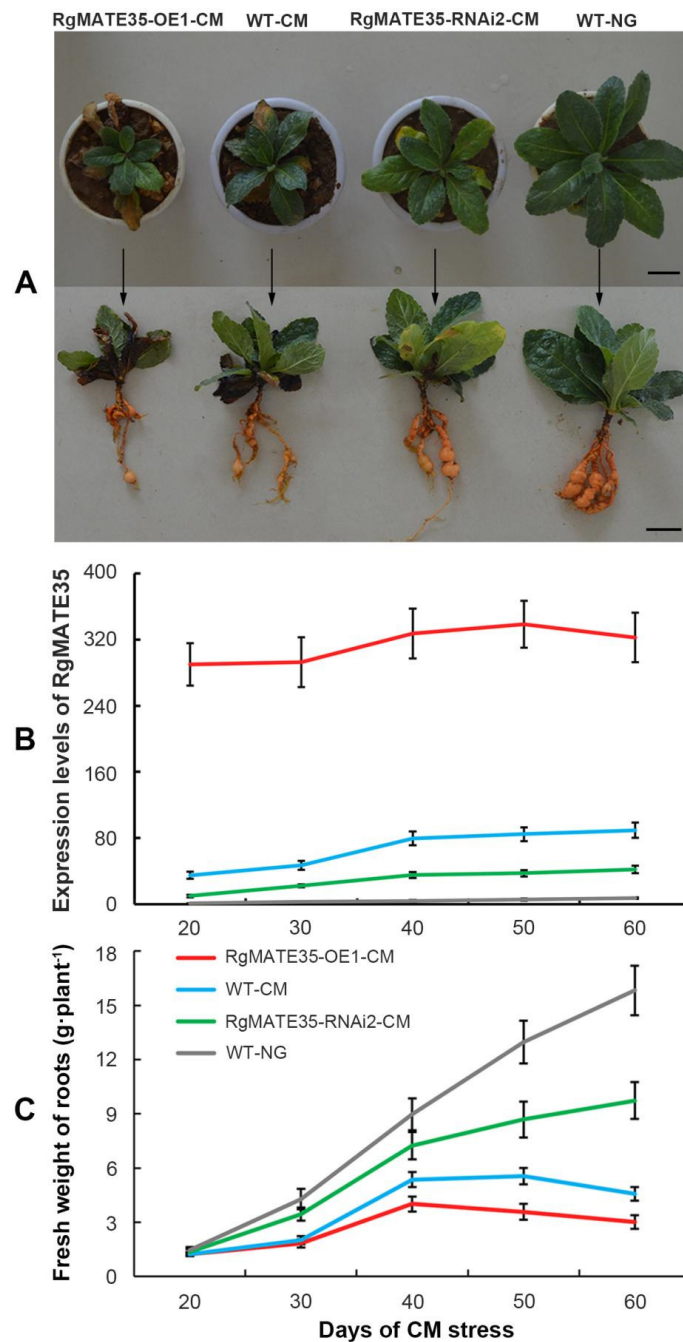 RgMATE35-OE1-CM WT-CM RgMATE35-RNAi2-CM WT-NG
A
B
Expression levels of RgMATE35
400
320
240
160
80
0
20 30 40 50 60
C
Fresh weight of roots (g·plant⁻¹)
18
15
12
9
6
3
0
RgMATE35-OE1-CM
WT-CM
RgMATE35-RNAi2-CM
WT-NG
20 30 40 50 60
Days of CM stress